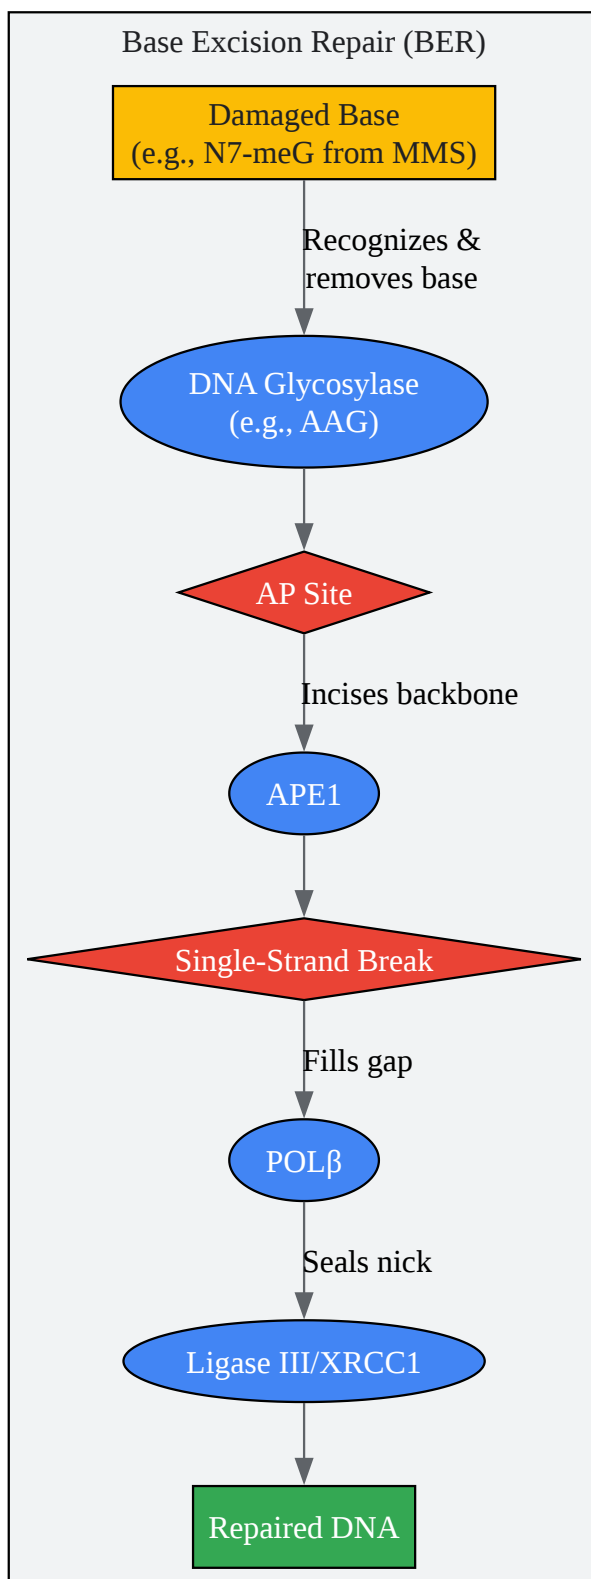 Base Excision Repair (BER)
Damaged Base
(e.g., N7-meG from MMS)
Recognizes &
removes base
DNA Glycosylase
(e.g., AAG)
AP Site
Incises backbone
APE1
Single-Strand Break
Fills gap
POLβ
Seals nick
Ligase III/XRCC1
Repaired DNA